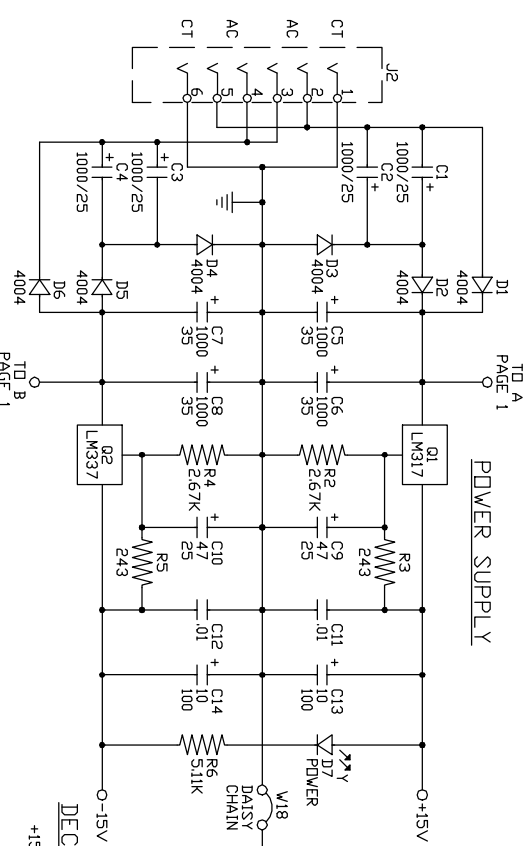 CT
AC
AC
CT
J2
6
5
4
3
2
1
C4
1000/25
+
C3
1000/25
+
C2
1000/25
+
C1
1000/25
+
D6
4004
D5
4004
D4
4004
D3
4004
D2
4004
D1
4004
+
C7
1000
35
+
C5
1000
35
TO B
PAGE 1
+
C8
1000
35
+
C6
1000
35
TO A
PAGE 1
Q2
LM337
R4
2.67K
R2
2.67K
Q1
LM317
POWER SUPPLY
+
C10
47
25
+
C9
47
25
R5
243
R3
243
C12
.01
C11
.01
+
C14
10
100
+
C13
10
100
R6
5.11K
D7
POWER
Y
W18
DAISY
CHAIN
-15V
+15V
DEC
+15